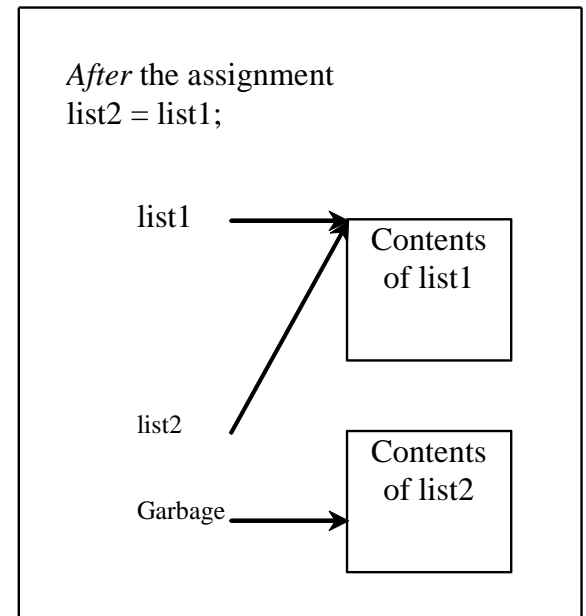 After the assignment
list2 = list1;
list1
Contents
of list1
list2
Contents
of list2
Garbage